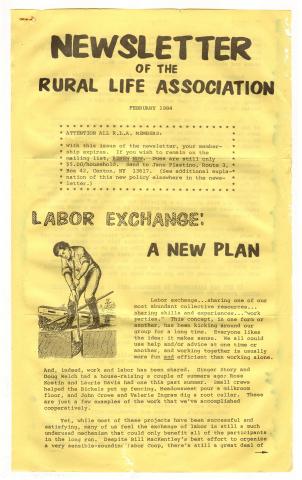 NEWSLETTER
OF THE
RURAL LIFE ASSOCIATION
FEBRUARY 1984
ATTENTION ALL R.L.A. MEMBERS:
With this issue of the newsletter, your member-
ship expires. If you wish to remain on the
mailing list, RENEW NOW. Dues are still only
$5.00/household. Send to Jane Plastino, Route 3,
Box 42, Canton, NY 13617. (See additional expla-
nation of this new policy elsewhere in the news-
letter.)
LABOR EXCHANGE:
A NEW PLAN
Labor exchange...sharing one of our
most abundant collective resources...
sharing skills and experiences..."work
parties." This concept, in one form or
another, has been kicking around our
group for a long time. Everyone likes
the idea: it makes sense. We all could
use help and/or advice at one time or
another, and working together is usually
more fun and efficient than working alone.
And, indeed, work and labor has been shared. Ginger Story and
Doug Welch had a house-raising a couple of summers ago; Rose
Kostin and Laurie Davis had one this past summer. Small crews
helped the Bickels put up fencing, Meadowsweet pour a milkroom
floor, and John Crowe and Valerie Ingram dig a root cellar. These
are just a few examples of the work that we've accomplished
cooperatively.
Yet, while most of these projects have been successful and
satisfying, many of us feel the exchange of labor is still a much
underused mechanism that could only benefit all of the participants
in the long run. Despite Bill MacKentley's best effort to organize
a very sensible-sounding Labor Coop, there's still a great deal of